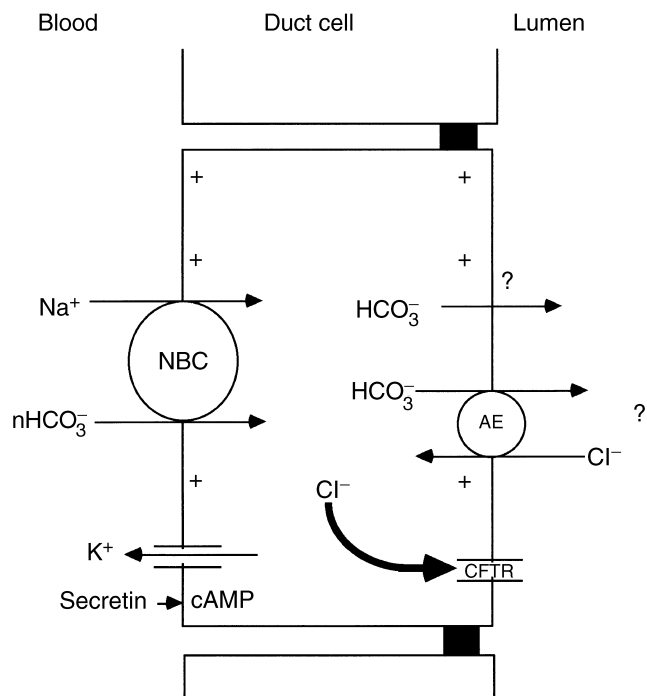 Blood Duct cell Lumen
+ +
+ +
?
Na⁺ HCO₃⁻
NBC
HCO₃⁻
?
nHCO₃⁻ AE
Cl⁻
+ +
Cl⁻
K⁺
CFTR
Secretin cAMP